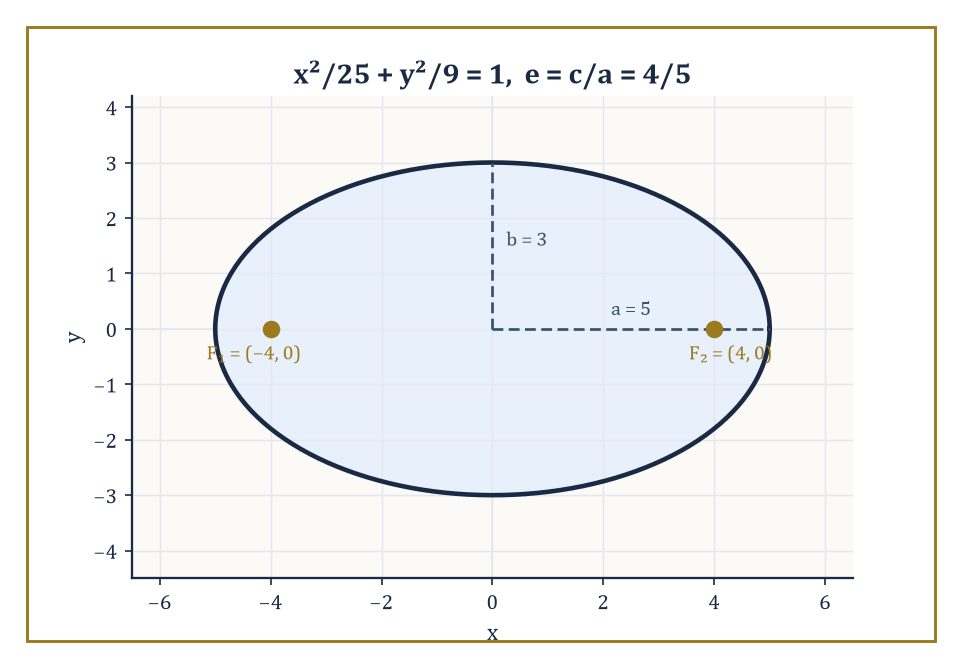 x²/25 + y²/9 = 1, e = c/a = 4/5
4
3
2
1
0
−1
−2
−3
−4
y
b = 3
a = 5
F₁ = (−4, 0)
F₂ = (4, 0)
−6
−4
−2
0
2
4
6
x